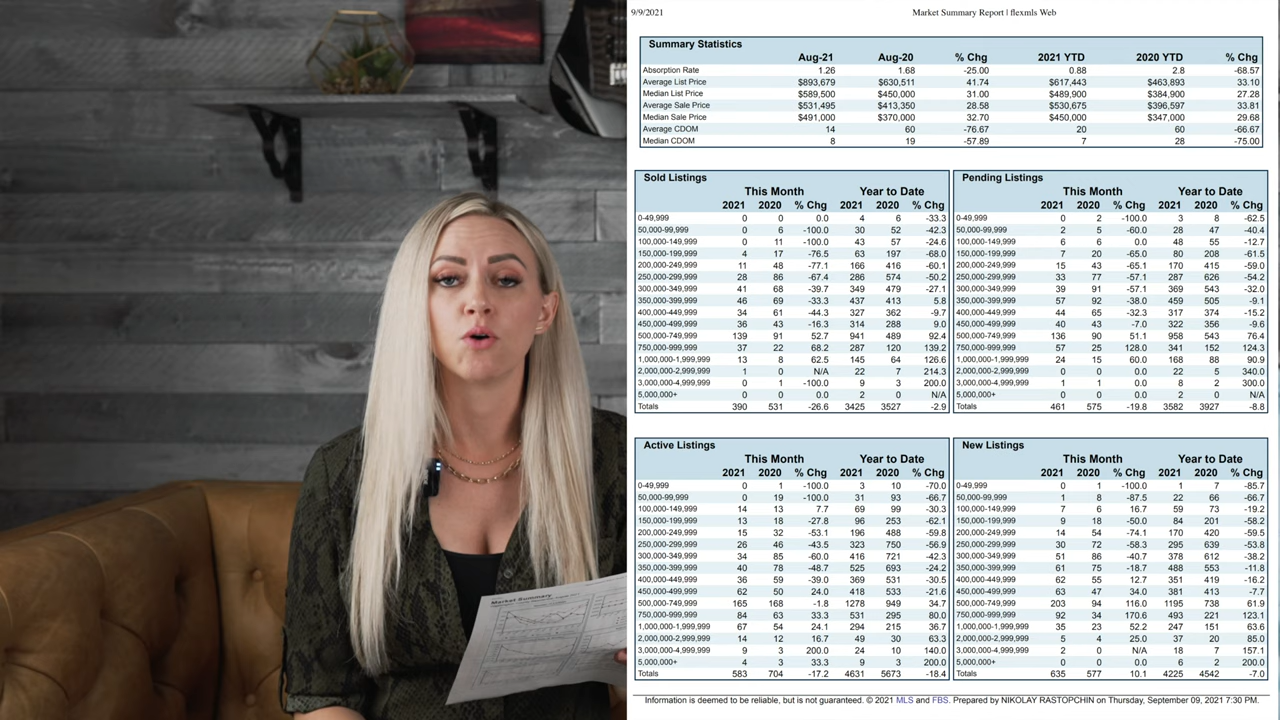 9/9/2021 Market Summary Report | flexmls Web
Summary Statistics
Aug-21 Aug-20 % Chg 2021 YTD 2020 YTD % Chg
Absorption Rate 1.26 1.68 -25.00 0.88 2.8 -68.57
Average List Price $893,679 $630,511 41.74 $617,443 $463,893 33.10
Median List Price $589,500 $450,000 31.00 $489,900 $384,900 27.28
Average Sale Price $531,495 $413,350 28.58 $530,675 $396,597 33.81
Median Sale Price $491,000 $370,000 32.70 $450,000 $347,000 29.68
Average CDOM 14 60 -76.67 20 60 -66.67
Median CDOM 8 19 -57.89 7 28 -75.00
Sold Listings
This Month Year to Date
2021 2020 % Chg 2021 2020 % Chg
0-49,999 0 0 0.0 4 6 -33.3
50,000-99,999 0 6 -100.0 30 52 -42.3
100,000-149,999 0 11 -100.0 43 57 -24.6
150,000-199,999 4 17 -76.5 63 197 -68.0
200,000-249,999 11 48 -77.1 166 416 -60.1
250,000-299,999 28 86 -67.4 286 574 -50.2
300,000-349,999 41 68 -39.7 349 479 -27.1
350,000-399,999 46 69 -33.3 437 413 5.8
400,000-449,999 34 61 -44.3 327 362 -9.7
450,000-499,999 36 43 -16.3 314 288 9.0
500,000-749,999 139 91 52.7 941 489 92.4
750,000-999,999 37 22 68.2 287 120 139.2
1,000,000-1,999,999 13 8 62.5 145 64 126.6
2,000,000-2,999,999 1 0 N/A 22 7 214.3
3,000,000-4,999,999 0 1 -100.0 9 3 200.0
5,000,000+ 0 0 0.0 2 0 N/A
Totals 390 531 -26.6 3425 3527 -2.9
Pending Listings
This Month Year to Date
2021 2020 % Chg 2021 2020 % Chg
0-49,999 0 2 -100.0 3 8 -62.5
50,000-99,999 2 5 -60.0 28 47 -40.4
100,000-149,999 6 6 0.0 48 55 -12.7
150,000-199,999 7 20 -65.0 80 208 -61.5
200,000-249,999 15 43 -65.1 170 415 -59.0
250,000-299,999 33 77 -57.1 287 626 -54.2
300,000-349,999 39 91 -57.1 369 543 -32.0
350,000-399,999 57 92 -38.0 459 505 -9.1
400,000-449,999 44 65 -32.3 317 374 -15.2
450,000-499,999 40 43 -7.0 322 356 -9.6
500,000-749,999 136 90 51.1 958 543 76.4
750,000-999,999 57 25 128.0 341 152 124.3
1,000,000-1,999,999 24 15 60.0 168 88 90.9
2,000,000-2,999,999 0 0 0.0 22 5 340.0
3,000,000-4,999,999 1 1 0.0 8 2 300.0
5,000,000+ 0 0 0.0 2 0 N/A
Totals 461 575 -19.8 3582 3927 -8.8
Active Listings
This Month Year to Date
2021 2020 % Chg 2021 2020 % Chg
0-49,999 0 1 -100.0 3 10 -70.0
50,000-99,999 0 19 -100.0 31 93 -66.7
100,000-149,999 14 13 7.7 69 99 -30.3
150,000-199,999 13 18 -27.8 96 253 -62.1
200,000-249,999 15 32 -53.1 196 488 -59.8
250,000-299,999 26 46 -43.5 323 750 -56.9
300,000-349,999 34 85 -60.0 416 721 -42.3
350,000-399,999 40 78 -48.7 525 693 -24.2
400,000-449,999 36 59 -39.0 369 531 -30.5
450,000-499,999 62 50 24.0 418 533 -21.6
500,000-749,999 165 168 -1.8 1278 949 34.7
750,000-999,999 84 63 33.3 531 295 80.0
1,000,000-1,999,999 67 54 24.1 294 215 36.7
2,000,000-2,999,999 14 12 16.7 49 30 63.3
3,000,000-4,999,999 9 3 200.0 24 10 140.0
5,000,000+ 4 3 33.3 9 3 200.0
Totals 583 704 -17.2 4631 5673 -18.4
New Listings
This Month Year to Date
2021 2020 % Chg 2021 2020 % Chg
0-49,999 0 1 -100.0 1 7 -85.7
50,000-99,999 1 8 -87.5 22 66 -66.7
100,000-149,999 7 6 16.7 59 73 -19.2
150,000-199,999 9 18 -50.0 84 201 -58.2
200,000-249,999 14 54 -74.1 170 420 -59.5
250,000-299,999 30 72 -58.3 295 639 -53.8
300,000-349,999 51 86 -40.7 378 612 -38.2
350,000-399,999 61 75 -18.7 488 553 -11.8
400,000-449,999 62 55 12.7 351 419 -16.2
450,000-499,999 63 47 34.0 381 413 -7.7
500,000-749,999 203 94 116.0 1195 738 61.9
750,000-999,999 92 34 170.6 493 221 123.1
1,000,000-1,999,999 35 23 52.2 247 151 63.6
2,000,000-2,999,999 5 4 25.0 37 20 85.0
3,000,000-4,999,999 2 0 N/A 18 7 157.1
5,000,000+ 0 0 0.0 6 2 200.0
Totals 635 577 10.1 4225 4542 -7.0
Information is deemed to be reliable, but is not guaranteed. © 2021 MLS and FBS. Prepared by NIKOLAY RASTOPCHIN on Thursday, September 09, 2021 7:30 PM.
Market Summary